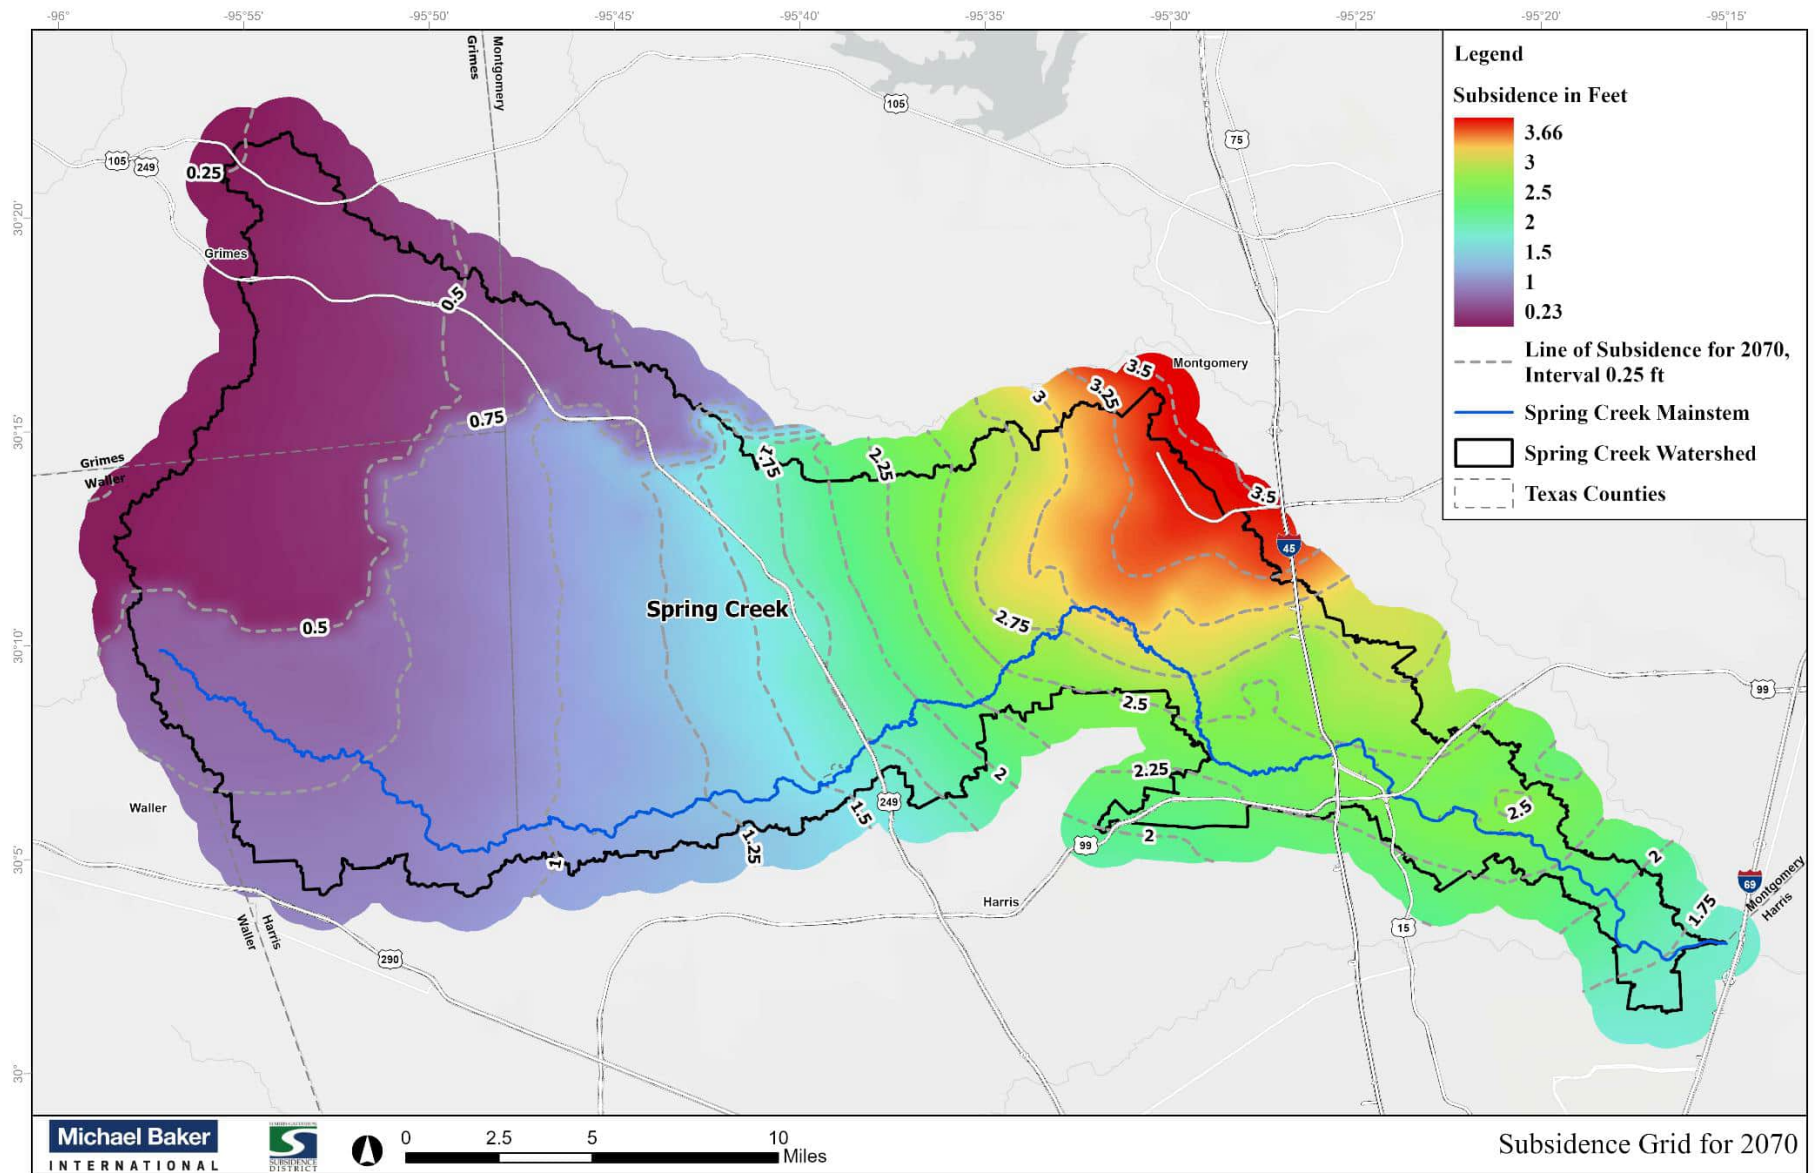 -96°
-95°55'
-95°50'
-95°45'
-95°40'
-95°35'
-95°30'
-95°25'
-95°20'
-95°15'
30°20'
30°15'
30°10'
30°5'
30°
Legend
Subsidence in Feet
3.66
3
2.5
2
1.5
1
0.23
Line of Subsidence for 2070,
Interval 0.25 ft
Spring Creek Mainstem
Spring Creek Watershed
Texas Counties
Grimes
Montgomery
105
249
105
75
0.25
Grimes
0.5
0.75
Grimes
Waller
0.5
1.75
2.25
3
3.25
3.5
Montgomery
3.5
45
Spring Creek
2.75
2.5
2.25
2
2
99
99
249
1.5
1.25
1
Waller
Harris
Waller
Harris
290
15
2.5
2
1.75
69
Montgomery
Harris
Michael Baker
INTERNATIONAL
SUBSIDENCE
DISTRICT
0 2.5 5 10
Miles
Subsidence Grid for 2070